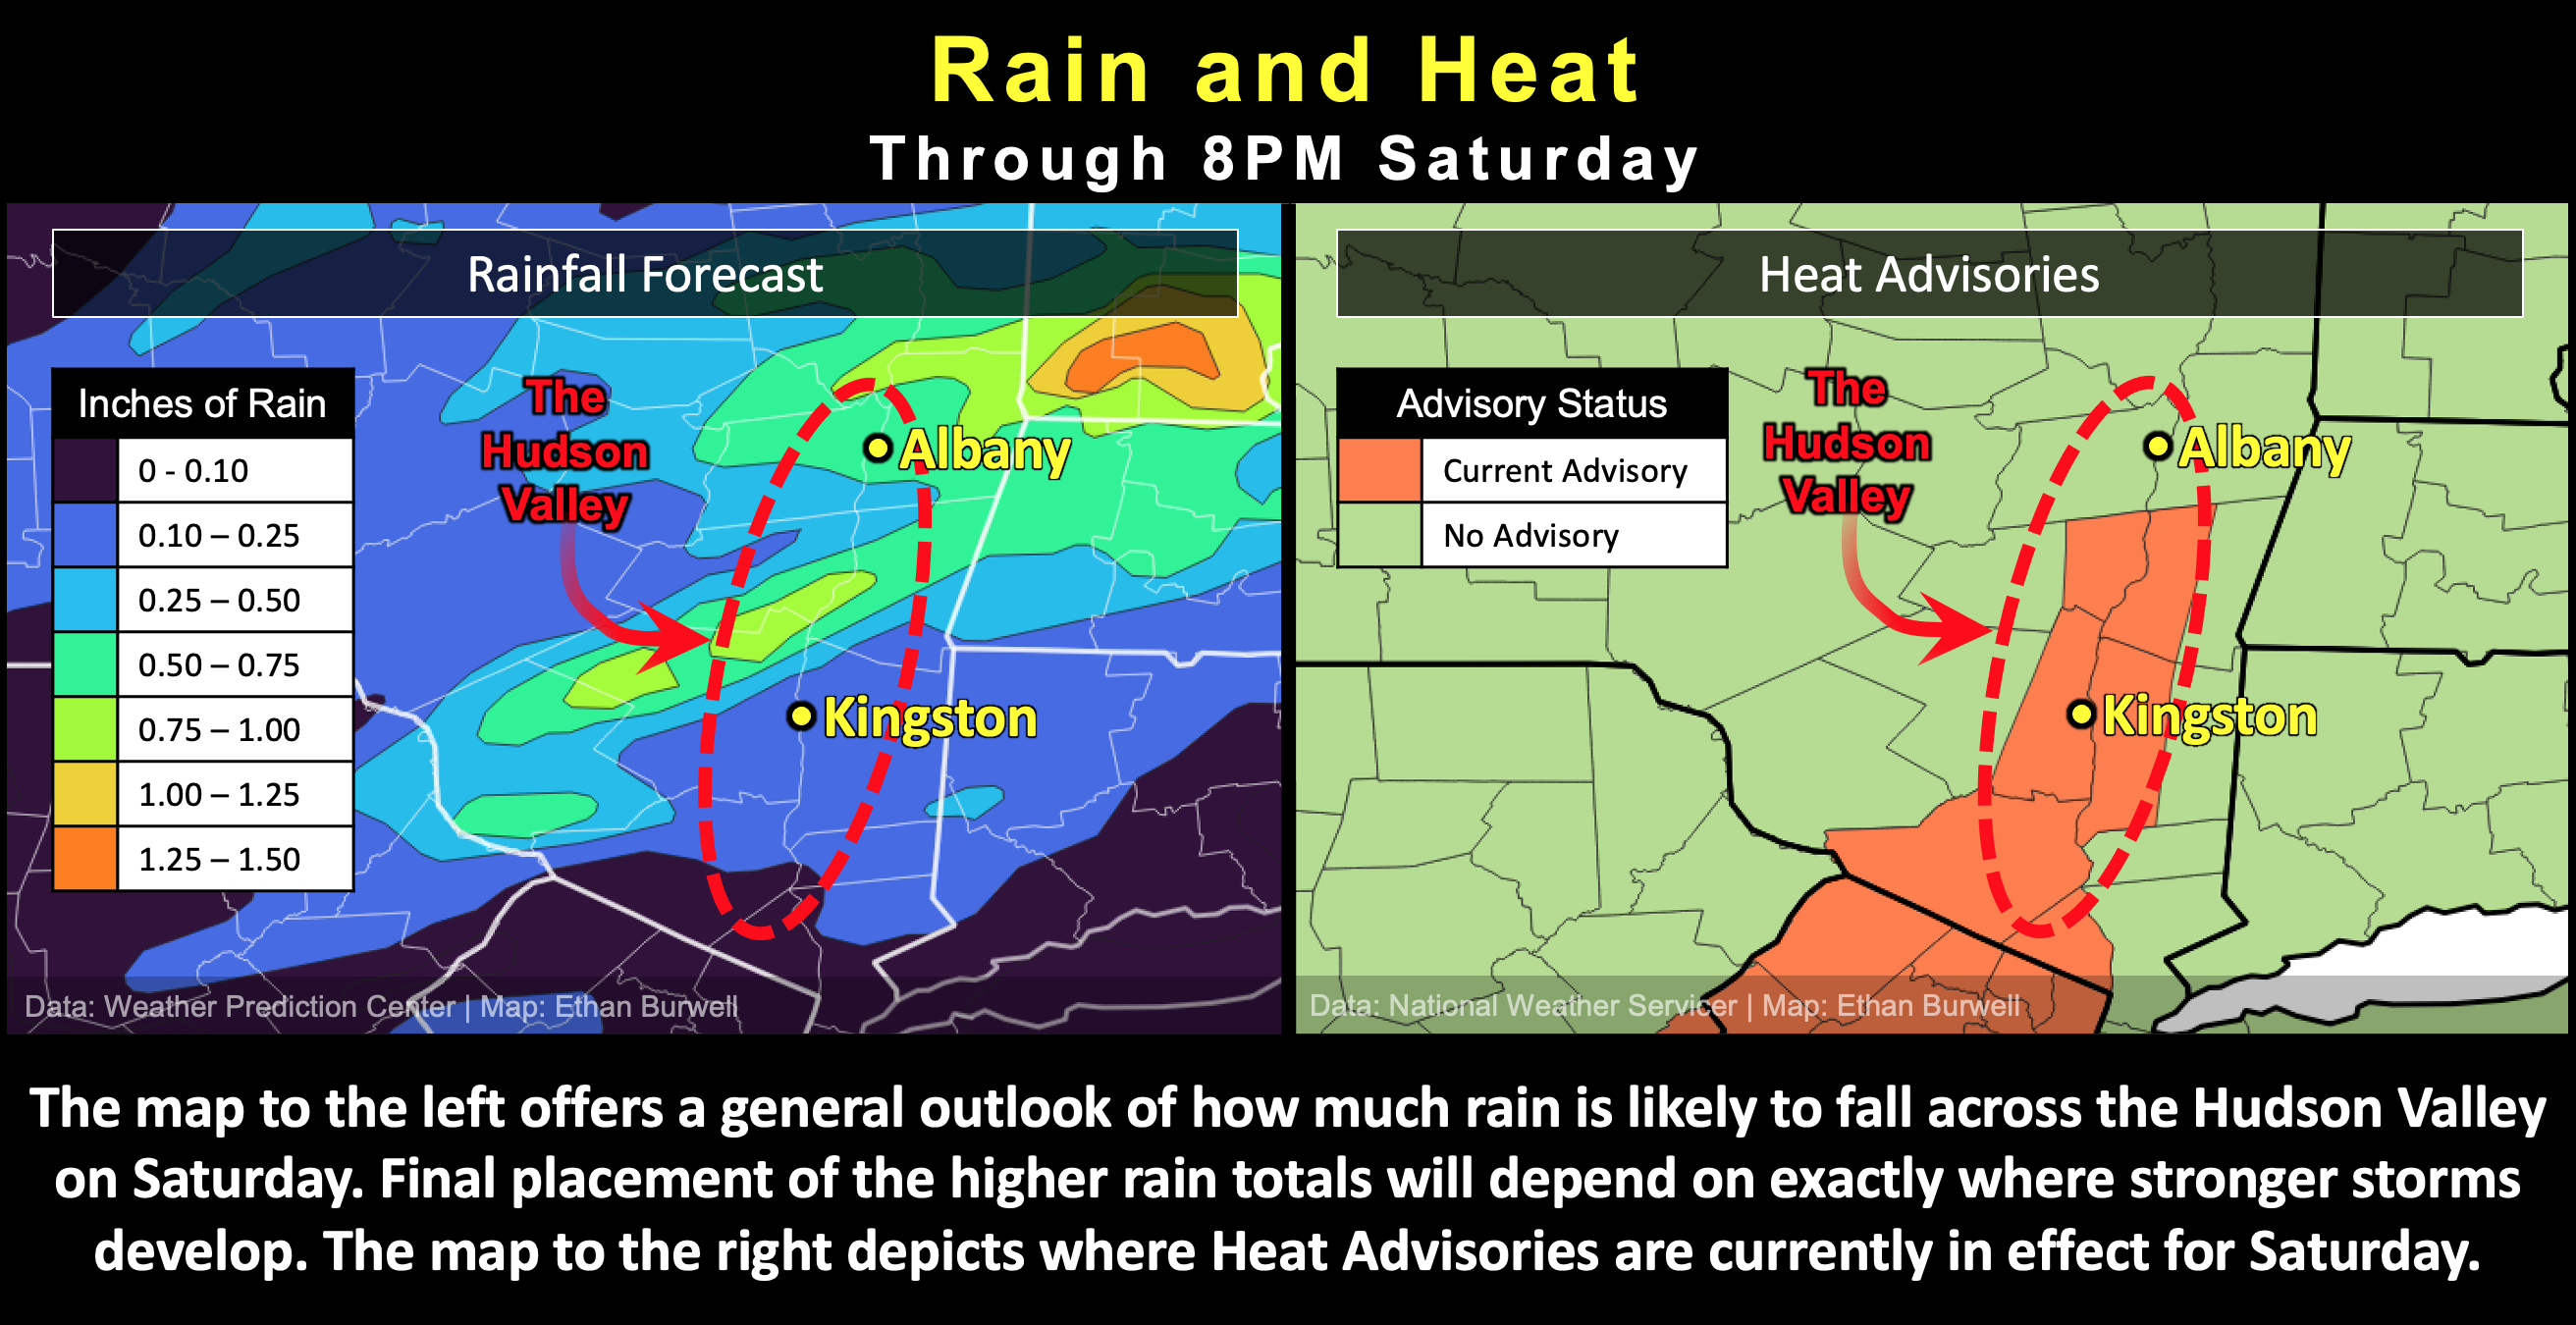 Rain and Heat
Through 8PM Saturday
Rainfall Forecast
Inches of Rain
0 - 0.10
0.10 – 0.25
0.25 – 0.50
0.50 – 0.75
0.75 – 1.00
1.00 – 1.25
1.25 – 1.50
The
Hudson
Valley
Albany
Kingston
Data: Weather Prediction Center | Map: Ethan Burwell
Heat Advisories
Advisory Status
Current Advisory
No Advisory
The
Hudson
Valley
Albany
Kingston
Data: National Weather Servicer | Map: Ethan Burwell
The map to the left offers a general outlook of how much rain is likely to fall across the Hudson Valley
on Saturday. Final placement of the higher rain totals will depend on exactly where stronger storms
develop. The map to the right depicts where Heat Advisories are currently in effect for Saturday.